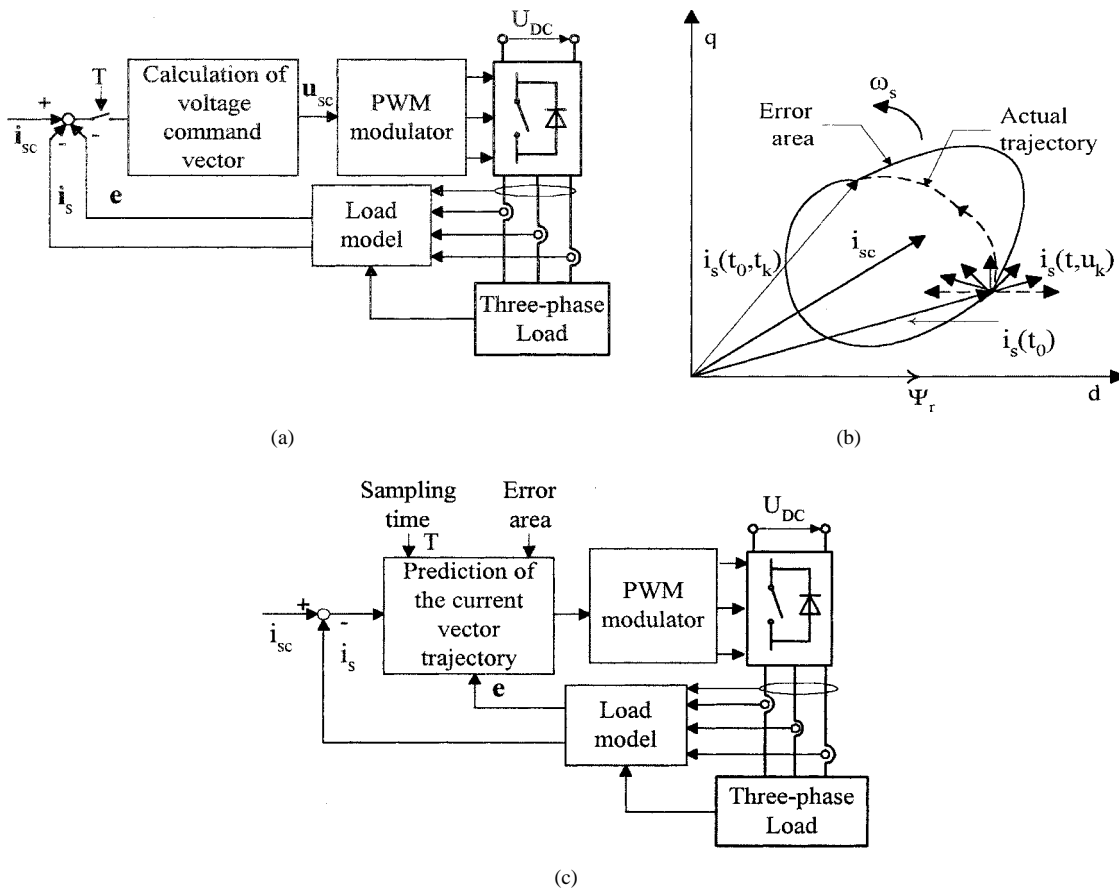 U_DC
T
Calculation of
voltage
command
vector
u_sc
PWM
modulator
+
-
-
i_sc
i_s
e
Load
model
Three-phase
Load
(a)
q
ω_s
Error
area
Actual
trajectory
i_s(t_0,t_k)
i_sc
i_s(t,u_k)
i_s(t_0)
Ψ_r
d
(b)
Sampling
time
T
Error
area
U_DC
Prediction of
the current
vector
trajectory
PWM
modulator
+
-
i_sc
i_s
e
Load
model
Three-phase
Load
(c)